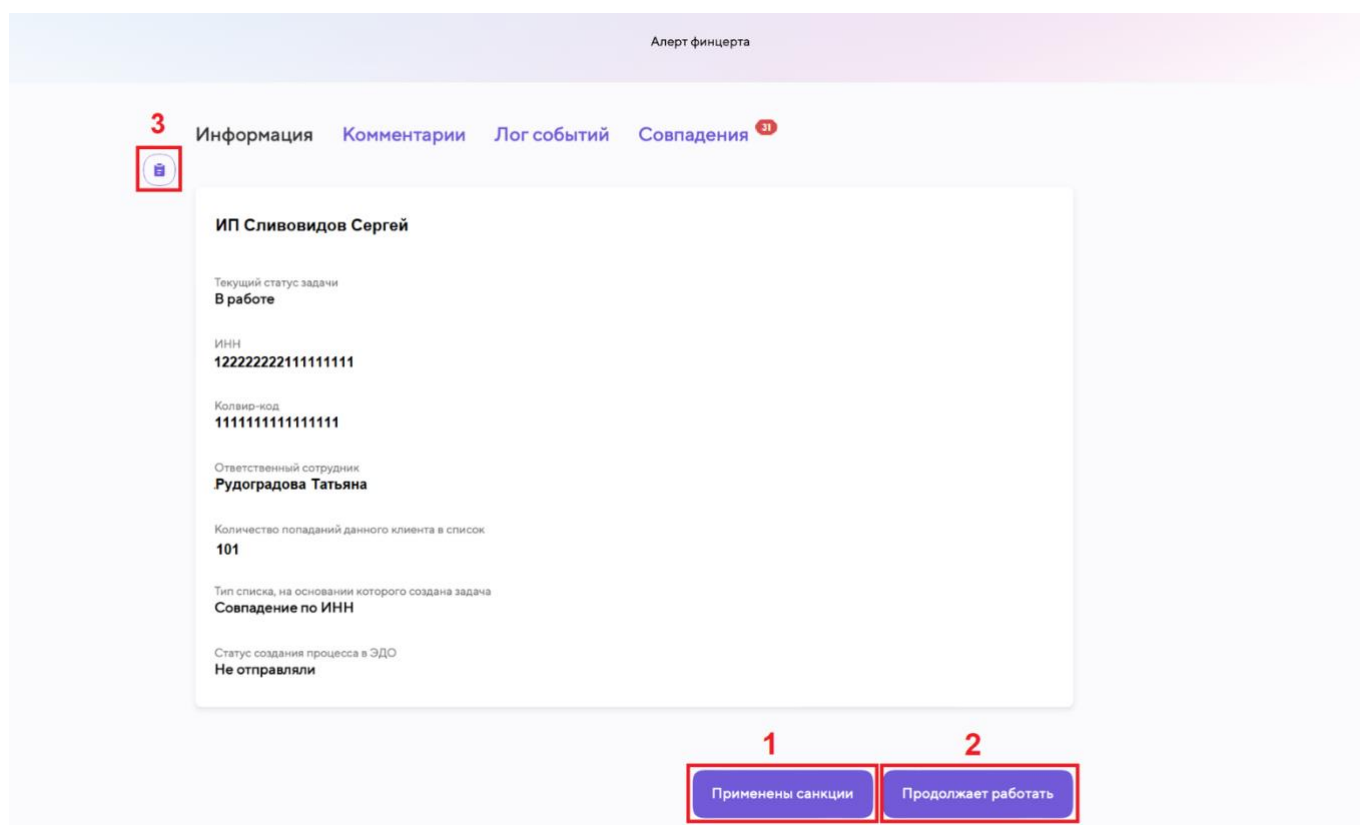 Алерт финцерта
3
Информация Комментарии Лог событий Совпадения 31
ИП Сливовидов Сергей
Текущий статус задачи
В работе
ИНН
122222222111111111
Колвир-код
1111111111111111
Ответственный сотрудник
Рудоградова Татьяна
Количество попаданий данного клиента в список
101
Тип списка, на основании которого создана задача
Совпадение по ИНН
Статус создания процесса в ЭДО
Не отправляли
1 2
Применены санкции Продолжает работать